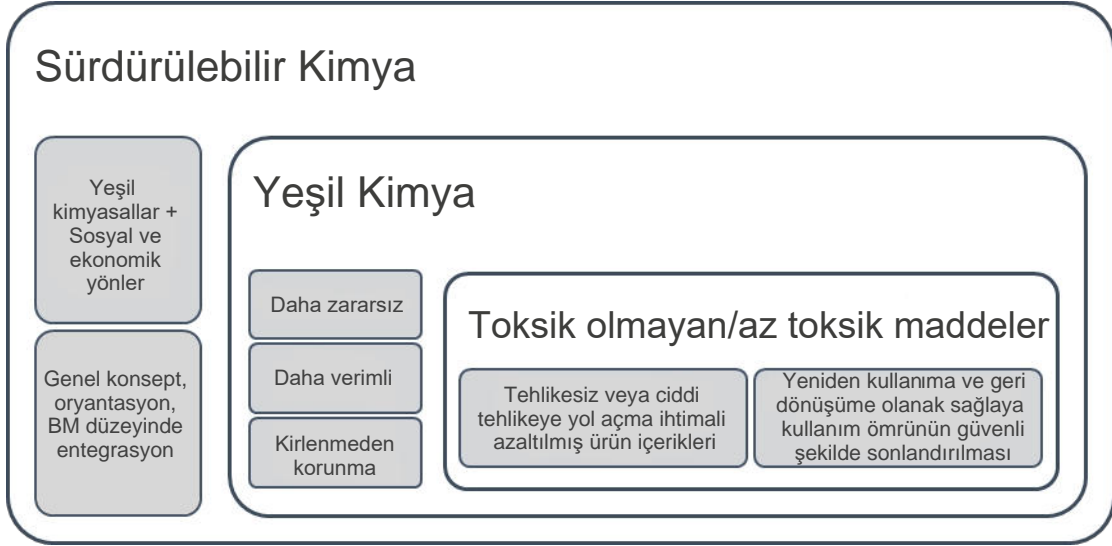 Sürdürülebilir Kimya
Yeşil
kimyasallar +
Sosyal ve
ekonomik
yönler
Genel konsept,
oryantasyon,
BM düzeyinde
entegrasyon
Yeşil Kimya
Daha zararsız
Daha verimli
Kirlenmeden
korunma
Toksik olmayan/az toksik maddeler
Tehlikesiz veya ciddi
tehlikeye yol açma ihtimali
azaltılmış ürün içerikleri
Yeniden kullanıma ve geri
dönüşüme olanak sağlaya
kullanım ömrünün güvenli
şekilde sonlandırılması